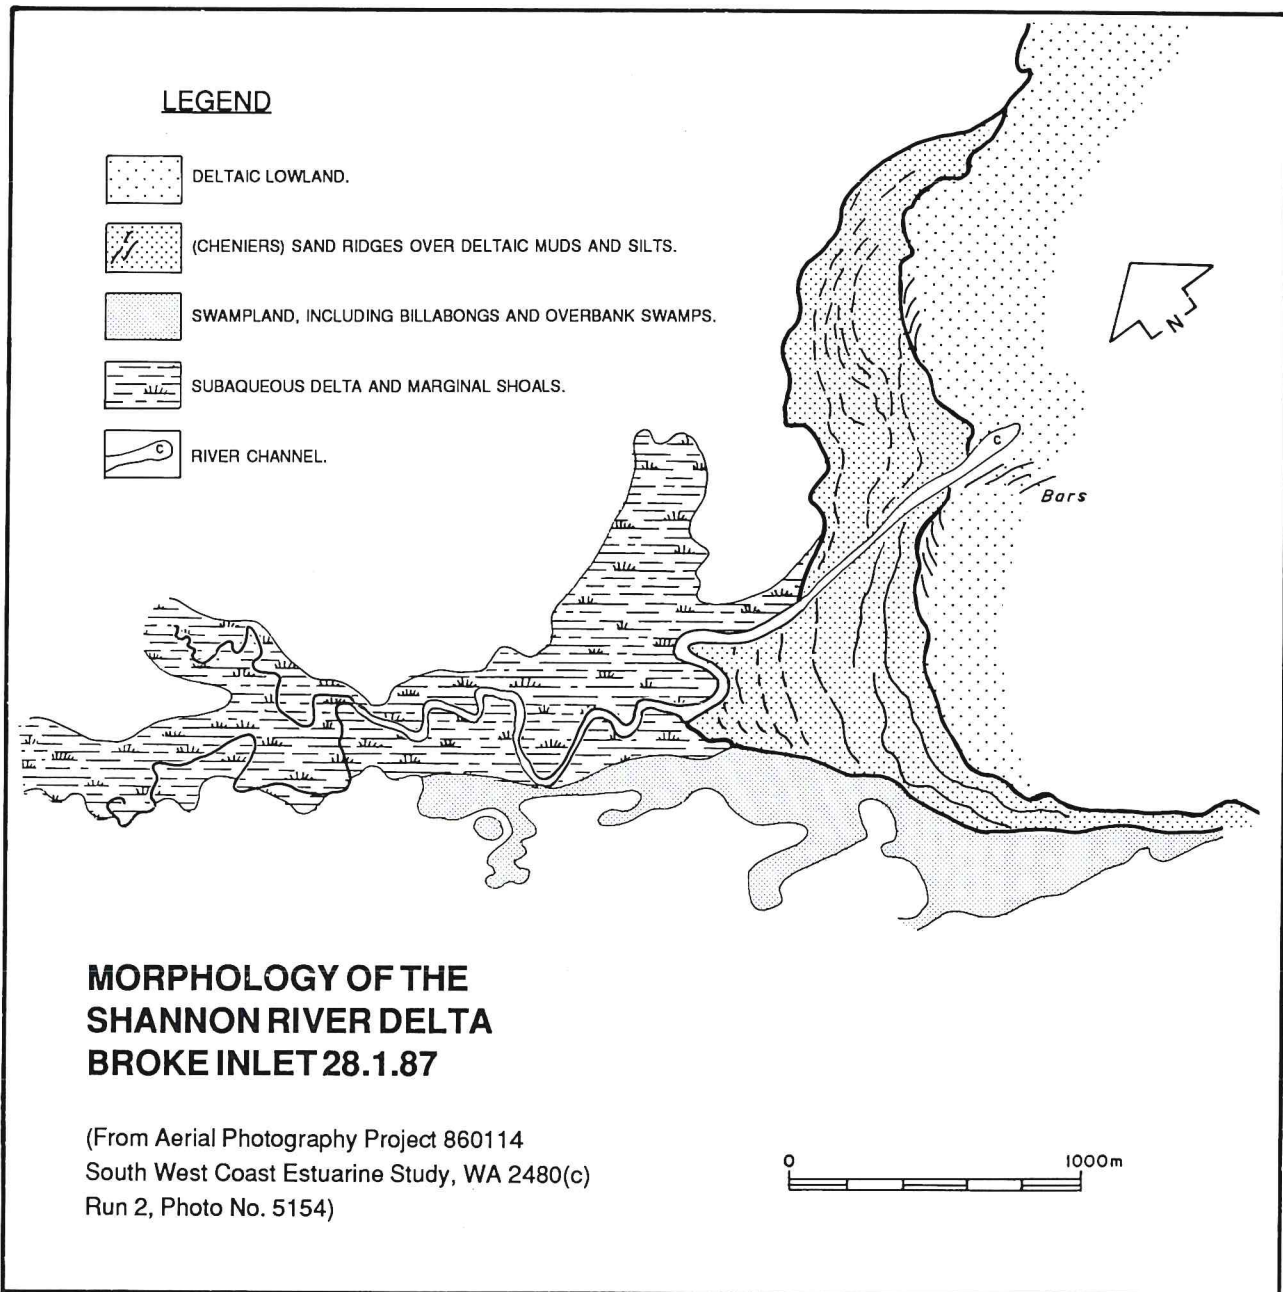 LEGEND
DELTAIC LOWLAND.
(CHENIERS) SAND RIDGES OVER DELTAIC MUDS AND SILTS.
SWAMPLAND, INCLUDING BILLABONGS AND OVERBANK SWAMPS.
SUBAQUEOUS DELTA AND MARGINAL SHOALS.
C
RIVER CHANNEL.
N
C
Bars
MORPHOLOGY OF THE
SHANNON RIVER DELTA
BROKE INLET 28.1.87
(From Aerial Photography Project 860114
South West Coast Estuarine Study, WA 2480(c)
Run 2, Photo No. 5154)
0 1000m